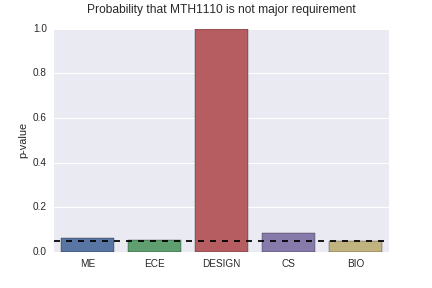 Probability that MTH1110 is not major requirement
1.0
0.8
0.6
0.4
0.2
0.0
p-value
ME ECE DESIGN CS BIO